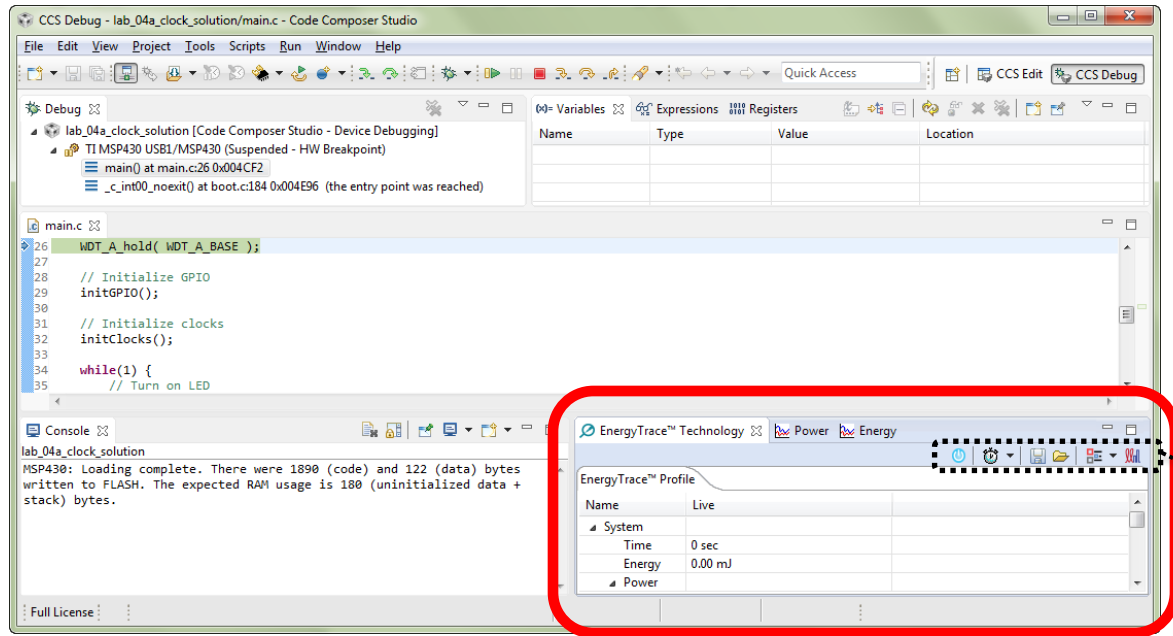 CCS Debug - lab_04a_clock_solution/main.c - Code Composer Studio
File Edit View Project Tools Scripts Run Window Help
Quick Access
CCS Edit
CCS Debug
Debug
lab_04a_clock_solution [Code Composer Studio - Device Debugging]
TI MSP430 USB1/MSP430 (Suspended - HW Breakpoint)
main() at main.c:26 0x004CF2
_c_int00_noexit() at boot.c:184 0x004E96 (the entry point was reached)
(x)= Variables
Expressions
1010 0101 Registers
Name Type Value Location
main.c
26 WDT_A_hold( WDT_A_BASE );
27
28 // Initialize GPIO
29 initGPIO();
30
31 // Initialize clocks
32 initClocks();
33
34 while(1) {
35 // Turn on LED
Console
lab_04a_clock_solution
MSP430: Loading complete. There were 1890 (code) and 122 (data) bytes
written to FLASH. The expected RAM usage is 180 (uninitialized data +
stack) bytes.
EnergyTrace™ Technology
Power
Energy
EnergyTrace™ Profile
Name Live
System
Time 0 sec
Energy 0.00 mJ
Power
Full License